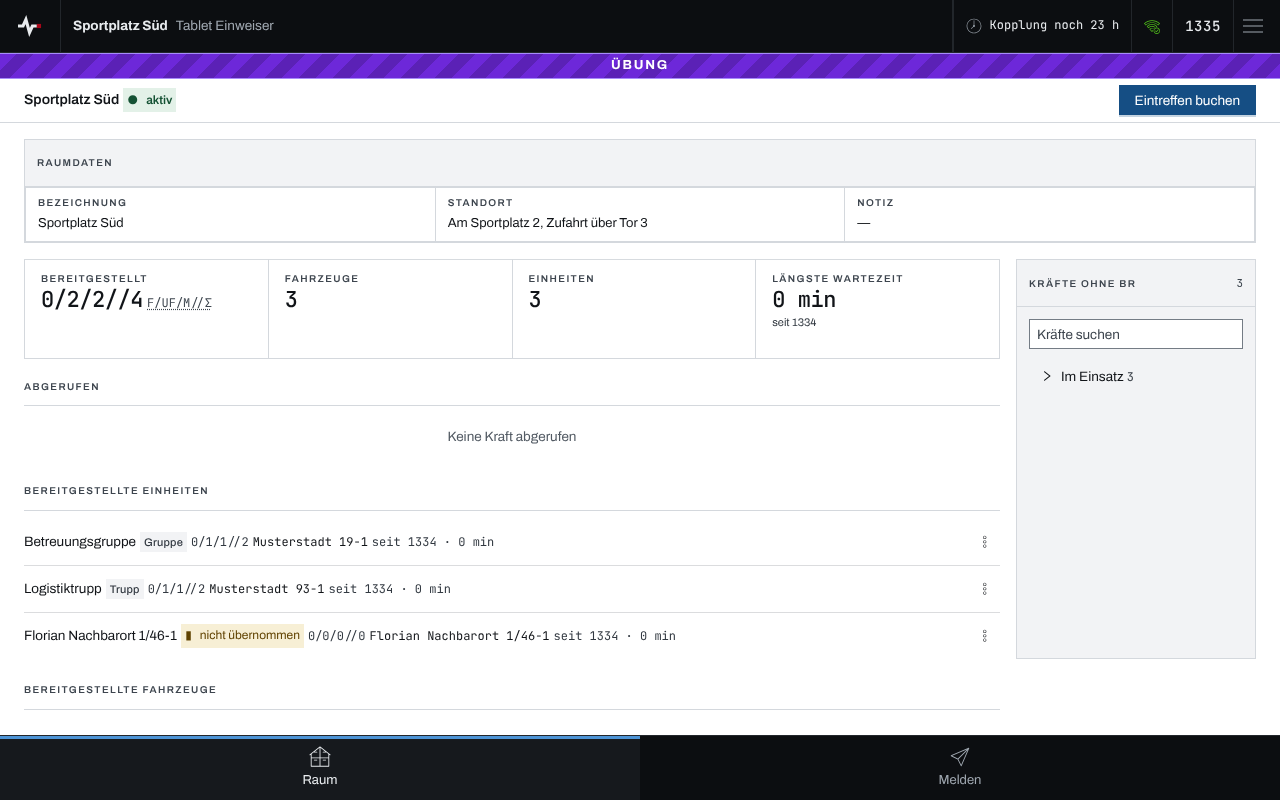 Sportplatz Süd Tablet Einweiser
Kopplung noch 23 h
1335
ÜBUNG
Sportplatz Süd aktiv
Eintreffen buchen
RAUMDATEN
BEZEICHNUNG
Sportplatz Süd
STANDORT
Am Sportplatz 2, Zufahrt über Tor 3
NOTIZ
—
BEREITGESTELLT
0/2/2//4 F/UF/M//Σ
FAHRZEUGE
3
EINHEITEN
3
LÄNGSTE WARTEZEIT
0 min
seit 1334
KRÄFTE OHNE BR 3
Kräfte suchen
Im Einsatz 3
ABGERUFEN
Keine Kraft abgerufen
BEREITGESTELLTE EINHEITEN
Betreuungsgruppe Gruppe 0/1/1//2 Musterstadt 19-1 seit 1334 · 0 min
Logistiktrupp Trupp 0/1/1//2 Musterstadt 93-1 seit 1334 · 0 min
Florian Nachbarort 1/46-1 nicht übernommen 0/0/0//0 Florian Nachbarort 1/46-1 seit 1334 · 0 min
BEREITGESTELLTE FAHRZEUGE
Raum
Melden